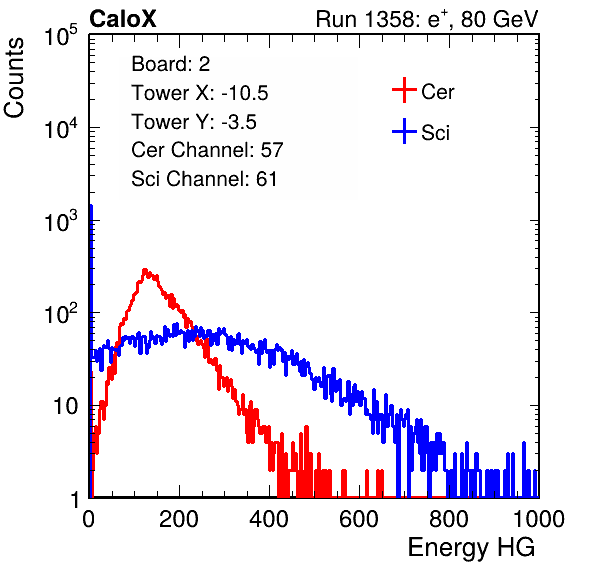 CaloX Run 1358: e⁺, 80 GeV
Counts
10⁵
10⁴
10³
10²
10
1
Board: 2
Tower X: -10.5
Tower Y: -3.5
Cer Channel: 57
Sci Channel: 61
Cer
Sci
0 200 400 600 800 1000
Energy HG